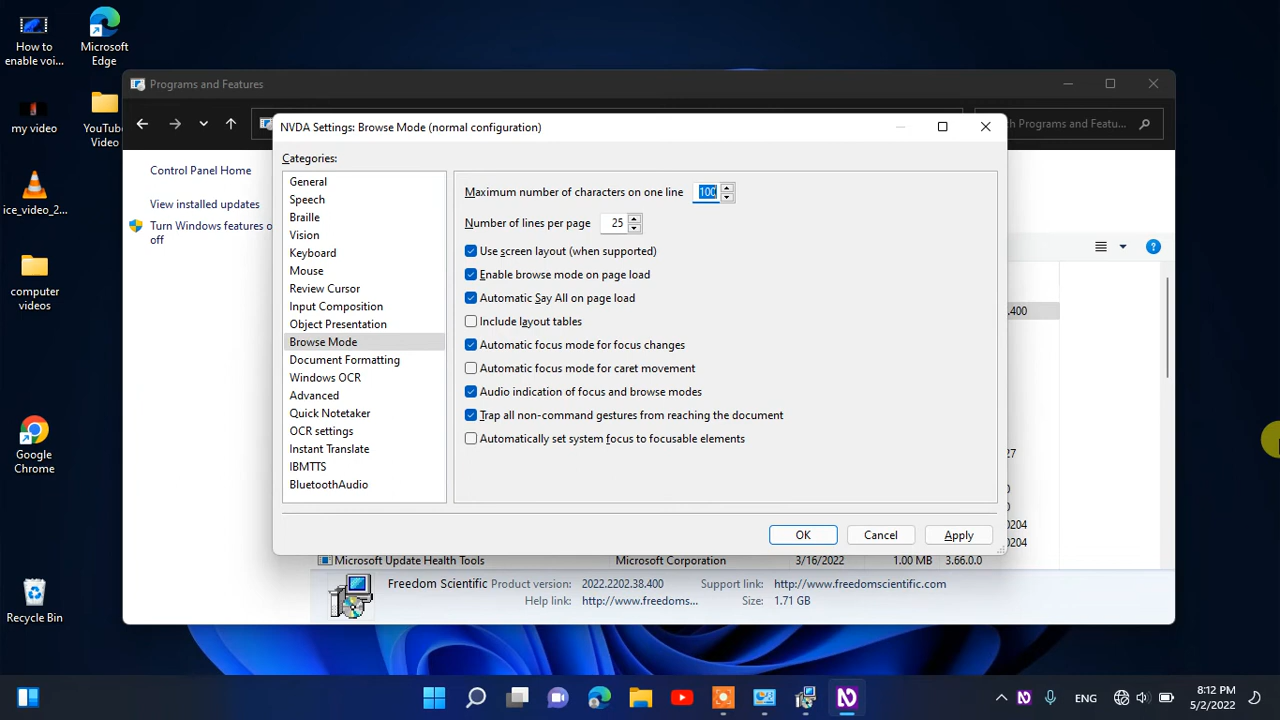 How to
enable voi...
Microsoft
Edge
my video
YouTub
Video
ice_video_2...
computer
videos
Google
Chrome
Recycle Bin
Programs and Features
h Programs and Featu...
Control Panel Home
View installed updates
Turn Windows features o
off
NVDA Settings: Browse Mode (normal configuration)
Categories:
General
Speech
Braille
Vision
Keyboard
Mouse
Review Cursor
Input Composition
Object Presentation
Browse Mode
Document Formatting
Windows OCR
Advanced
Quick Notetaker
OCR settings
Instant Translate
IBMTTS
BluetoothAudio
Maximum number of characters on one line 100
Number of lines per page 25
Use screen layout (when supported)
Enable browse mode on page load
Automatic Say All on page load
Include layout tables
Automatic focus mode for focus changes
Automatic focus mode for caret movement
Audio indication of focus and browse modes
Trap all non-command gestures from reaching the document
Automatically set system focus to focusable elements
OK Cancel Apply
.400
27
0
0204
0204
Microsoft Update Health Tools Microsoft Corporation 3/16/2022 1.00 MB 3.66.0.0
Freedom Scientific Product version: 2022.2202.38.400 Support link: http://www.freedomscientific.com
Help link: http://www.freedoms... Size: 1.71 GB
ENG
8:12 PM
5/2/2022